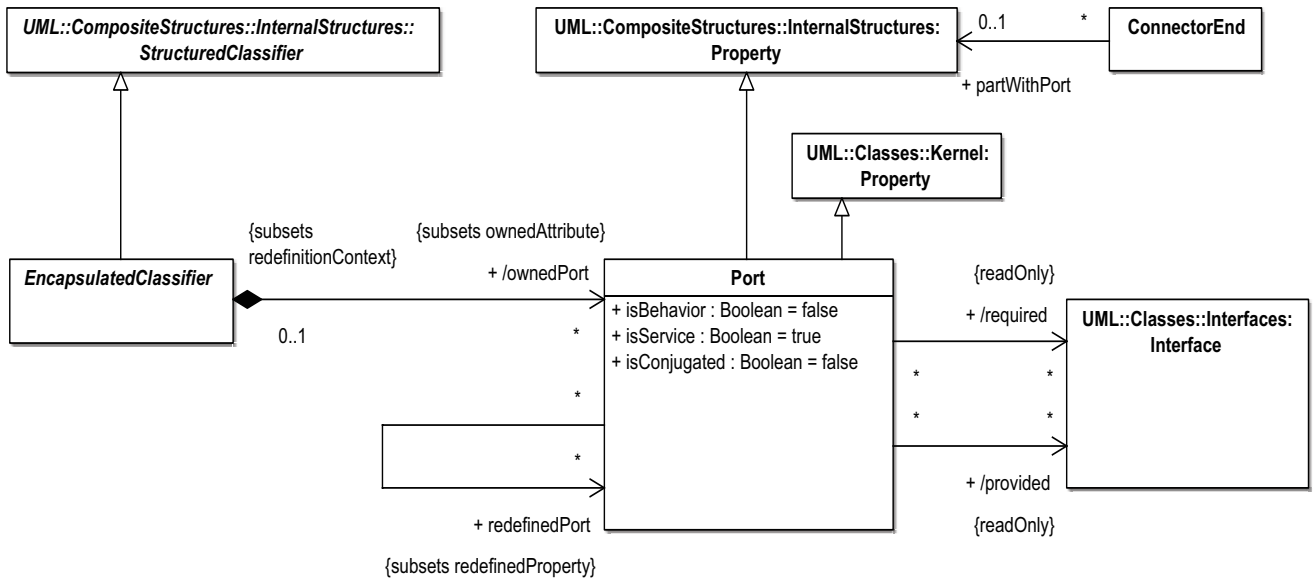 UML::CompositeStructures::InternalStructures::
StructuredClassifier
UML::CompositeStructures::InternalStructures:
Property
0..1
*
ConnectorEnd
+ partWithPort
UML::Classes::Kernel:
Property
{subsets
redefinitionContext}
{subsets ownedAttribute}
EncapsulatedClassifier
+ /ownedPort
0..1
*
Port
+ isBehavior : Boolean = false
+ isService : Boolean = true
+ isConjugated : Boolean = false
{readOnly}
+ /required
UML::Classes::Interfaces:
Interface
*
*
*
*
*
*
+ /provided
{readOnly}
+ redefinedPort
{subsets redefinedProperty}